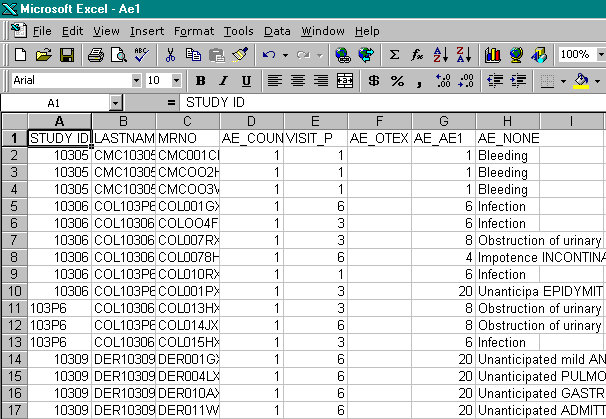 Microsoft Excel - Ae1
File Edit View Insert Format Tools Data Window Help
ABC Σ fx A Z Z A 100%
Arial 10 B I U $ % , .0 .00 .00 .0
A1 = STUDY ID
A B C D E F G H I
1 STUDY ID LASTNAM MRNO AE_COUN VISIT_P AE_OTEX AE_AE1 AE_NONE
2 10305 CMC10305 CMC001CI 1 1 1 Bleeding
3 10305 CMC10305 CMCOO2H 1 1 1 Bleeding
4 10305 CMC10305 CMCOO3V 1 1 1 Bleeding
5 10306 COL103P6 COL001GX 1 6 6 Infection
6 10306 COL10306 COLOO4F 1 3 6 Infection
7 10306 COL10306 COL007RX 1 3 8 Obstruction of urinary
8 10306 COL10306 COL0078H 1 6 4 Impotence INCONTINA
9 10306 COL10306 COL010RX 1 1 6 Infection
10 10306 COL10306 COL001PX 1 3 20 Unanticipa EPIDYMIT
11 103P6 COL10306 COL013HX 1 3 8 Obstruction of urinary
12 103P6 COL10306 COL014JX 1 6 8 Obstruction of urinary
13 103P6 COL10306 COL015HX 1 3 6 Infection
14 10309 DER10309 DER001GX 1 6 20 Unanticipated mild AN
15 10309 DER10309 DER004LX 1 6 20 Unanticipated PULMO
16 10309 DER10309 DER010AX 1 6 20 Unanticipated GASTR
17 10309 DER10309 DER011W 1 6 20 Unanticipated ADMITT